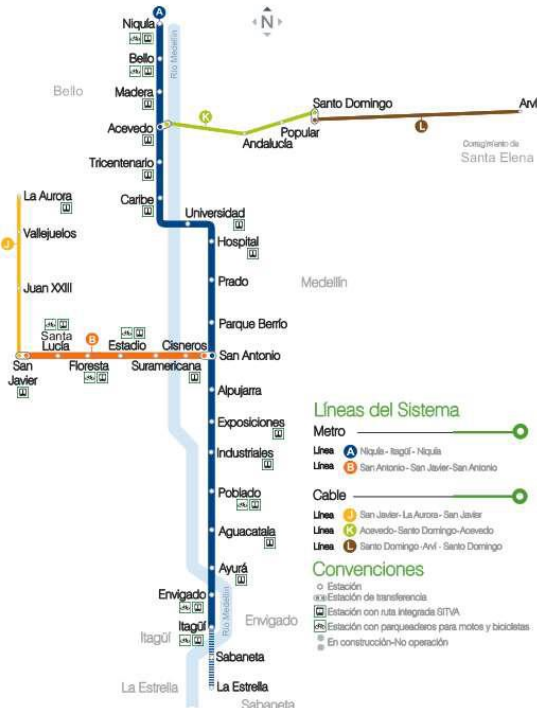 A
Niquía
N
Bello
Río Medellín
Bello
Madera
Santo Domingo
Arví
Acevedo
K
Popular
L
Andalucía
Corregimiento de
Santa Elena
Tricentenario
La Aurora
Caribe
Universidad
Vallejuelos
J
Hospital
Juan XXIII
Prado
Medellín
Parque Berrío
Santa
Lucía
B
Estadio
Cisneros
San Antonio
San
Javier
Floresta
Suramericana
Alpujarra
Exposiciones
Industriales
Poblado
Aguacatala
Ayurá
Envigado
Río Medellín
Envigado
Itagüí
Itagüí
Sabaneta
La Estrella
La Estrella
Sabaneta
Líneas del Sistema
Metro
Línea A Niquía - Itagüí - Niquía
Línea B San Antonio - San Javier-San Antonio
Cable
Línea J San Javier- La Aurora - San Javier
Línea K Acevedo-Santo Domingo-Acevedo
Línea L Santo Domingo -Arví - Santo Domingo
Convenciones
Estación
Estación de transferencia
Estación con ruta integrada SITVA
Estación con parqueaderos para motos y bicicletas
En construcción-No operación